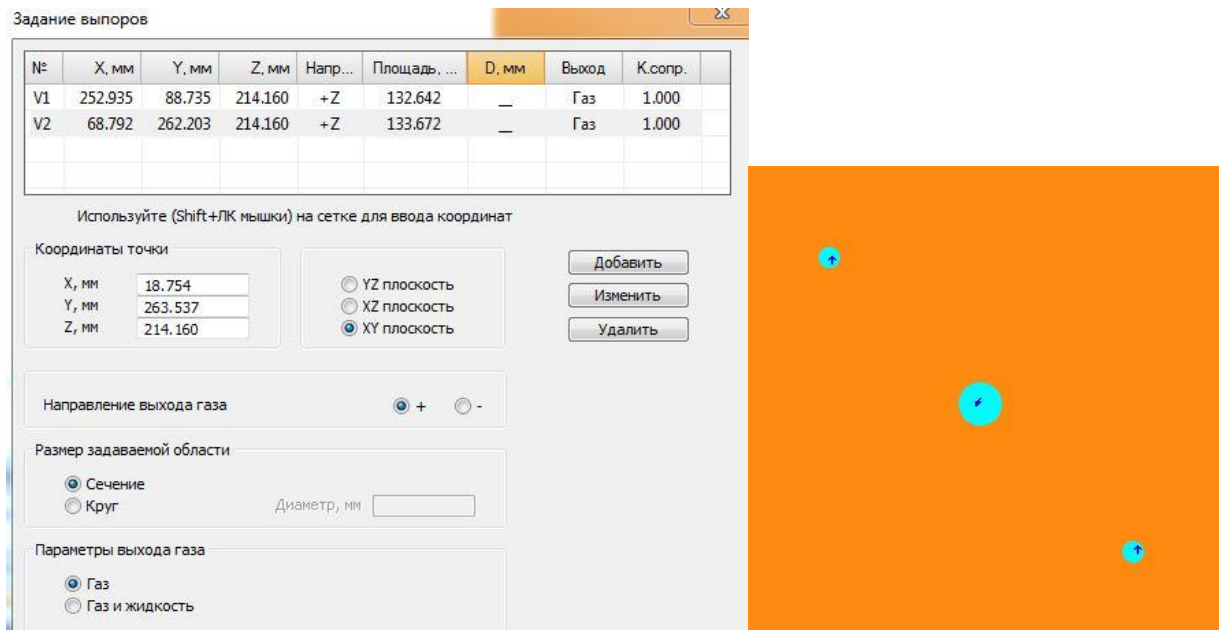 Задание выпоров
№ X, мм Y, мм Z, мм Напр... Площадь, ... D, мм Выход К.сопр.
V1 252.935 88.735 214.160 +Z 132.642 __ Газ 1.000
V2 68.792 262.203 214.160 +Z 133.672 __ Газ 1.000
Используйте (Shift+ЛК мышки) на сетке для ввода координат
Координаты точки
X, мм 18.754
Y, мм 263.537
Z, мм 214.160
YZ плоскость
XZ плоскость
XY плоскость
Добавить
Изменить
Удалить
Направление выхода газа + -
Размер задаваемой области
Сечение
Круг Диаметр, мм
Параметры выхода газа
Газ
Газ и жидкость